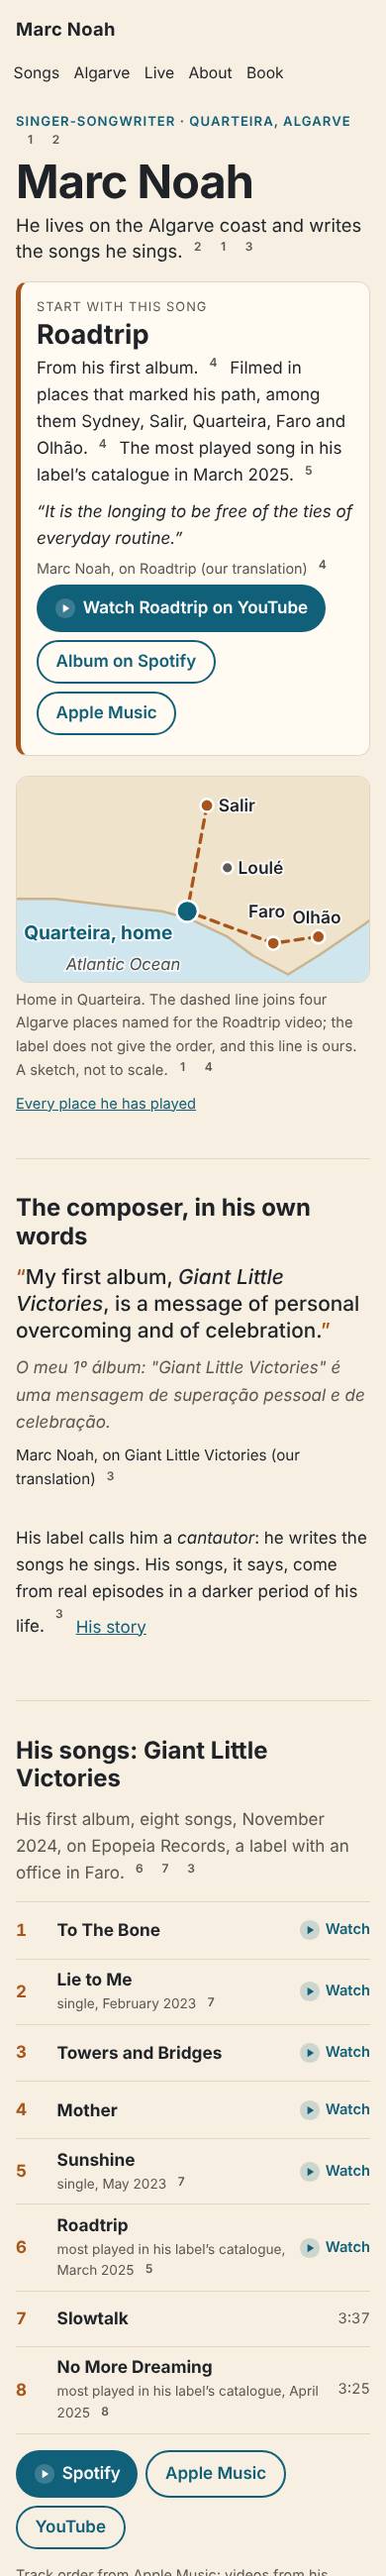 Marc Noah
Songs Algarve Live About Book
SINGER-SONGWRITER · QUARTEIRA, ALGARVE
1 2
Marc Noah
He lives on the Algarve coast and writes
the songs he sings. 2 1 3
START WITH THIS SONG
Roadtrip
From his first album. 4 Filmed in
places that marked his path, among
them Sydney, Salir, Quarteira, Faro and
Olhão. 4 The most played song in his
label’s catalogue in March 2025. 5
“It is the longing to be free of the ties of
everyday routine.”
Marc Noah, on Roadtrip (our translation) 4
Watch Roadtrip on YouTube
Album on Spotify
Apple Music
Salir
Loulé
Faro Olhão
Quarteira, home
Atlantic Ocean
Home in Quarteira. The dashed line joins four
Algarve places named for the Roadtrip video; the
label does not give the order, and this line is ours.
A sketch, not to scale. 1 4
Every place he has played
The composer, in his own
words
“My first album, Giant Little
Victories, is a message of personal
overcoming and of celebration.”
O meu 1º álbum: "Giant Little Victories" é
uma mensagem de superação pessoal e de
celebração.
Marc Noah, on Giant Little Victories (our
translation) 3
His label calls him a cantautor: he writes the
songs he sings. His songs, it says, come
from real episodes in a darker period of his
life. 3 His story
His songs: Giant Little
Victories
His first album, eight songs, November
2024, on Epopeia Records, a label with an
office in Faro. 6 7 3
1 To The Bone Watch
2 Lie to Me Watch
single, February 2023 7
3 Towers and Bridges Watch
4 Mother Watch
5 Sunshine Watch
single, May 2023 7
6 Roadtrip Watch
most played in his label’s catalogue,
March 2025 5
7 Slowtalk 3:37
8 No More Dreaming 3:25
most played in his label’s catalogue, April
2025 8
Spotify
Apple Music
YouTube
Track order from Apple Music; videos from his